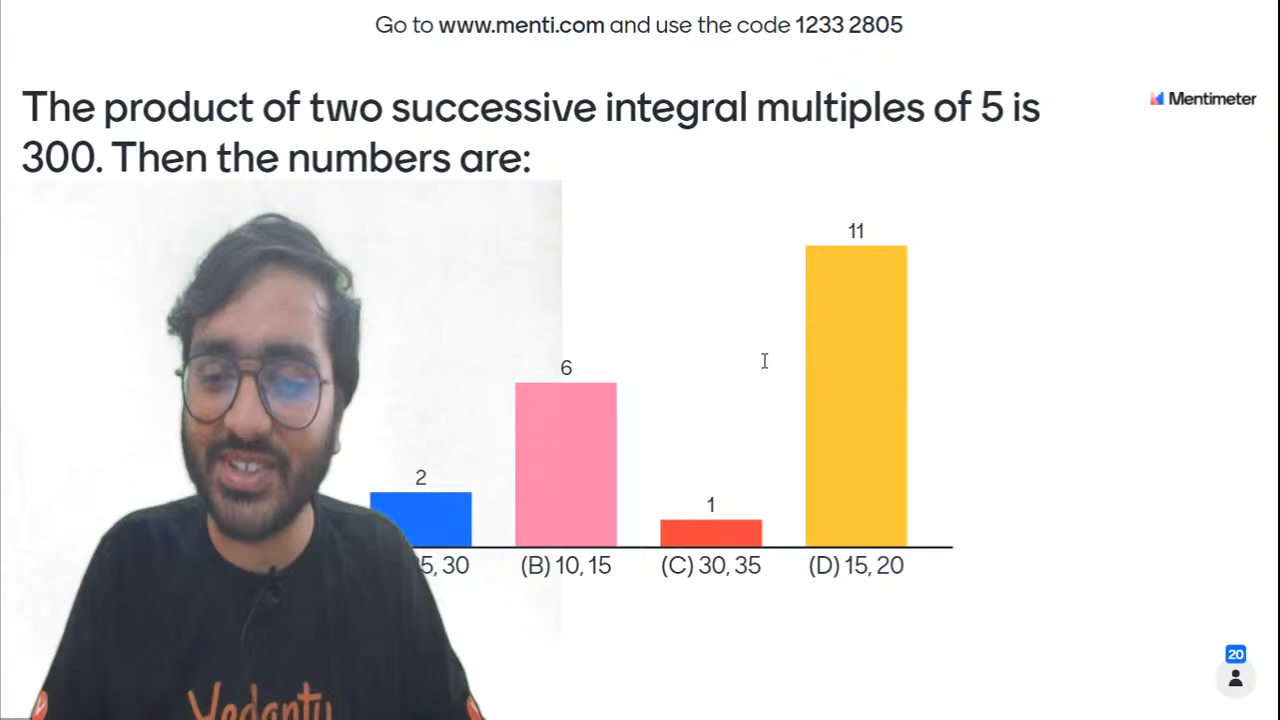 Go to www.menti.com and use the code 1233 2805
The product of two successive integral multiples of 5 is
300. Then the numbers are:
Mentimeter
11
6
2
1
5, 30
(B) 10, 15
(C) 30, 35
(D) 15, 20
20
Vedantu